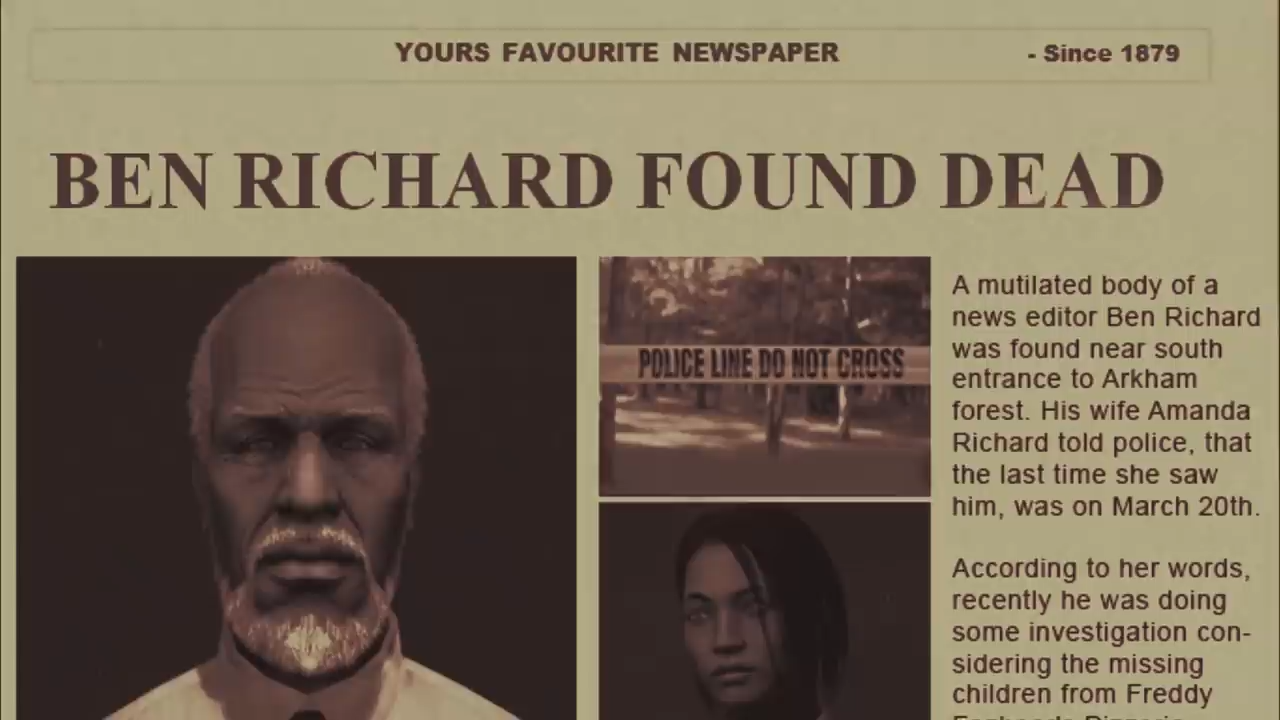 YOURS FAVOURITE NEWSPAPER
- Since 1879
BEN RICHARD FOUND DEAD
POLICE LINE DO NOT CROSS
A mutilated body of a
news editor Ben Richard
was found near south
entrance to Arkham
forest. His wife Amanda
Richard told police, that
the last time she saw
him, was on March 20th.
According to her words,
recently he was doing
some investigation con-
sidering the missing
children from Freddy